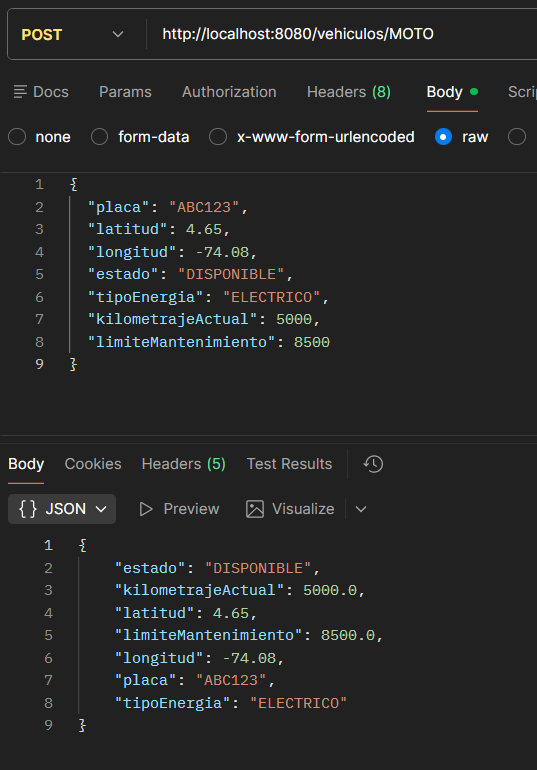 POST http://localhost:8080/vehiculos/MOTO
Docs Params Authorization Headers (8) Body Scri
none form-data x-www-form-urlencoded raw
1 {
2 "placa": "ABC123",
3 "latitud": 4.65,
4 "longitud": -74.08,
5 "estado": "DISPONIBLE",
6 "tipoEnergia": "ELECTRICO",
7 "kilometrajeActual": 5000,
8 "limiteMantenimiento": 8500
9 }
Body Cookies Headers (5) Test Results
{} JSON Preview Visualize
1 {
2 "estado": "DISPONIBLE",
3 "kilometrajeActual": 5000.0,
4 "latitud": 4.65,
5 "limiteMantenimiento": 8500.0,
6 "longitud": -74.08,
7 "placa": "ABC123",
8 "tipoEnergia": "ELECTRICO"
9 }